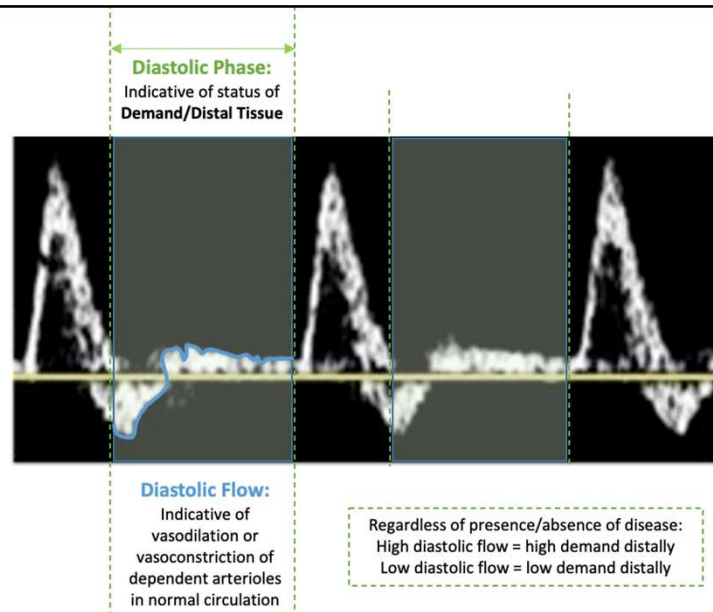 Diastolic Phase:
Indicative of status of
Demand/Distal Tissue
Diastolic Flow:
Indicative of
vasodilation or
vasoconstriction of
dependent arterioles
in normal circulation
Regardless of presence/absence of disease:
High diastolic flow = high demand distally
Low diastolic flow = low demand distally